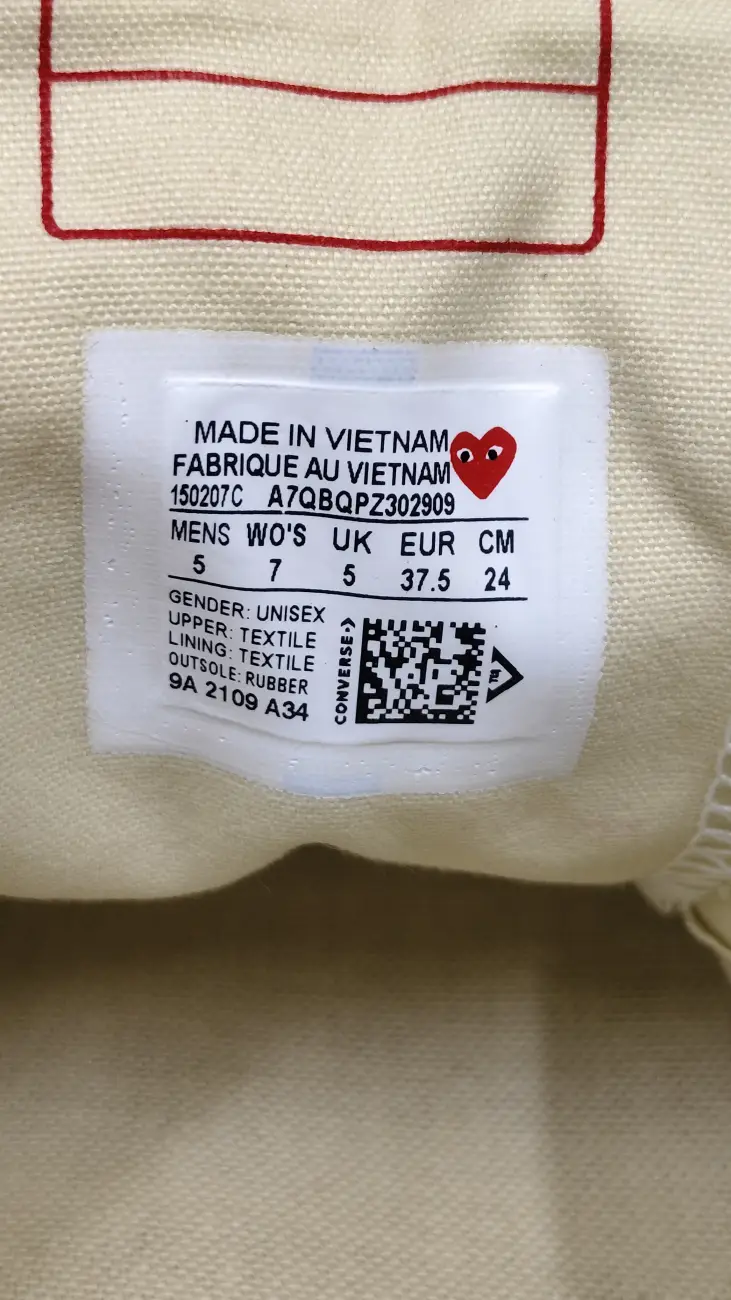 MADE IN VIETNAM
FABRIQUE AU VIETNAM
150207C A7QBQPZ302909
MENS WO'S UK EUR CM
5 7 5 37.5 24
GENDER: UNISEX
UPPER: TEXTILE
LINING: TEXTILE
OUTSOLE: RUBBER
9A 2109 A34
CONVERSE